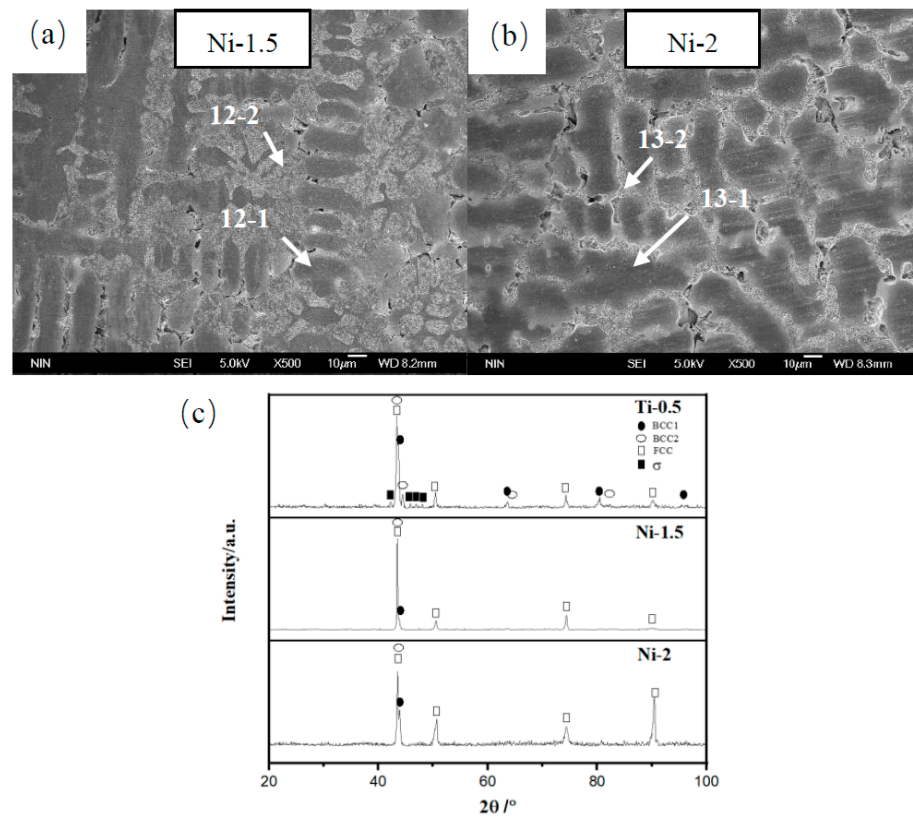 (a)
Ni-1.5
12-2
12-1
NIN SEI 5.0kV X500 10μm WD 8.2mm
(b)
Ni-2
13-2
13-1
NIN SEI 5.0kV X500 10μm WD 8.3mm
(c)
Ti-0.5
BCC1
BCC2
FCC
σ
Ni-1.5
Ni-2
Intensity/a.u.
20 40 60 80 100
2θ /°